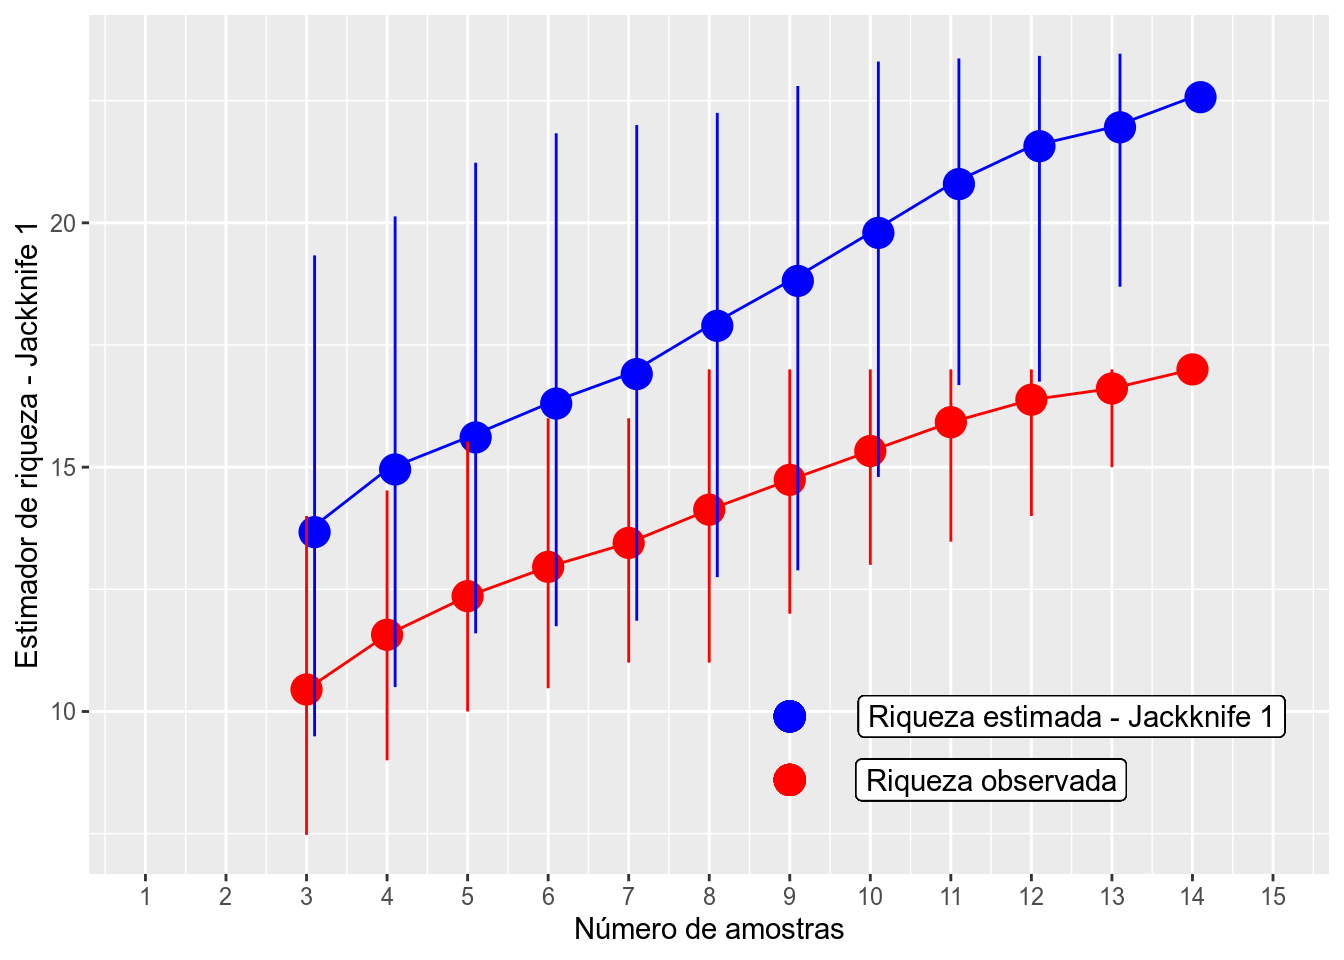 Estimador de riqueza - Jackknife 1
20
15
10
Riqueza estimada - Jackknife 1
Riqueza observada
1 2 3 4 5 6 7 8 9 10 11 12 13 14 15
Número de amostras